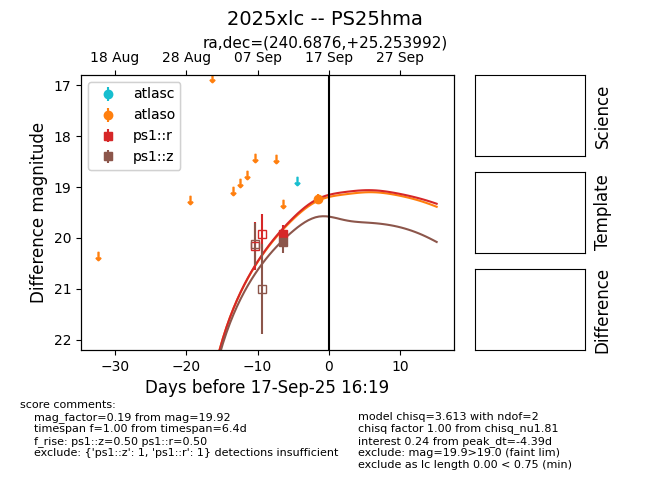 2025xlc -- PS25hma
ra,dec=(240.6876,+25.253992)
18 Aug 28 Aug 07 Sep 17 Sep 27 Sep
atlasc
atlaso
ps1::r
ps1::z
17
18
19
20
21
22
Difference magnitude
−30 −20 −10 0 10
Days before 17-Sep-25 16:19
Science
Template
Difference
score comments:
mag_factor=0.19 from mag=19.92
timespan f=1.00 from timespan=6.4d
f_rise: ps1::z=0.50 ps1::r=0.50
exclude: {'ps1::z': 1, 'ps1::r': 1} detections insufficient
model chisq=3.613 with ndof=2
chisq factor 1.00 from chisq_nu1.81
interest 0.24 from peak_dt=-4.39d
exclude: mag=19.9>19.0 (faint lim)
exclude as lc length 0.00 < 0.75 (min)